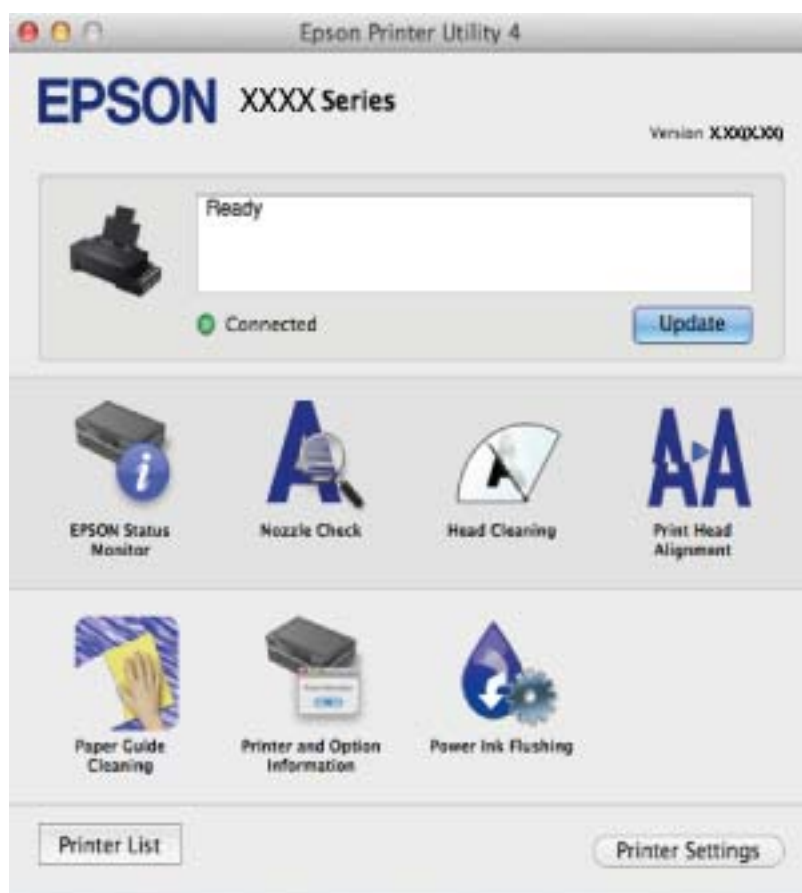 Epson Printer Utility 4
EPSON XXXX Series
Version X.XX(X.XX)
Ready
Connected
Update
EPSON Status
Monitor
Nozzle Check
Head Cleaning
Print Head
Alignment
Paper Guide
Cleaning
Printer and Option
Information
Power Ink Flushing
Printer List
Printer Settings